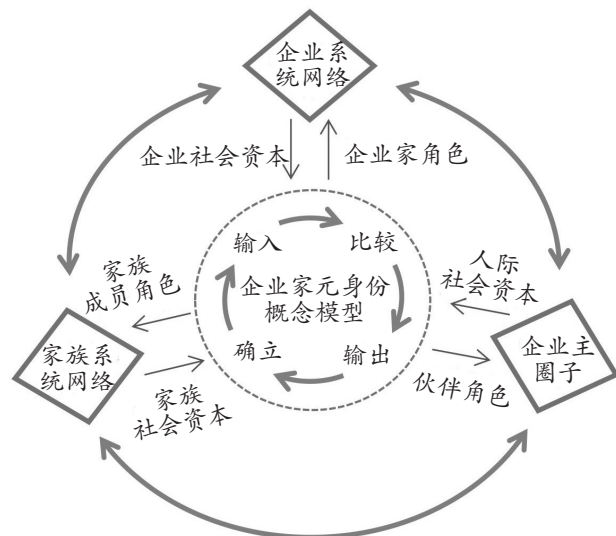 企业系
统网络
企业社会资本
企业家角色
输入
比较
家族
成员角色
企业家元身份
概念模型
人际
社会资本
家族系
统网络
确立
输出
企业主
圈子
家族
社会资本
伙伴角色